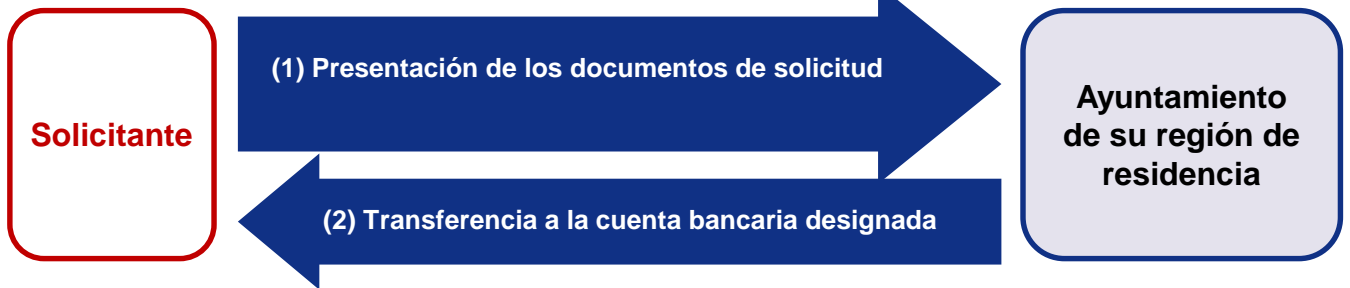 Solicitante
(1) Presentación de los documentos de solicitud
(2) Transferencia a la cuenta bancaria designada
Ayuntamiento
de su región de
residencia